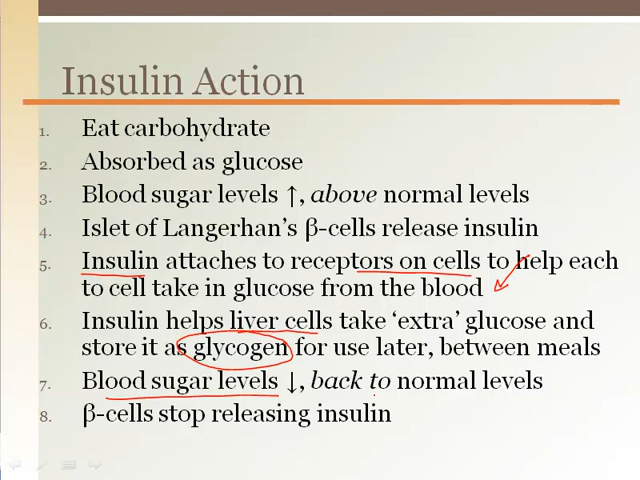 Insulin Action
1. Eat carbohydrate
2. Absorbed as glucose
3. Blood sugar levels ↑, above normal levels
4. Islet of Langerhan's β-cells release insulin
5. Insulin attaches to receptors on cells to help each
to cell take in glucose from the blood
6. Insulin helps liver cells take 'extra' glucose and
store it as glycogen for use later, between meals
7. Blood sugar levels ↓, back to normal levels
8. β-cells stop releasing insulin